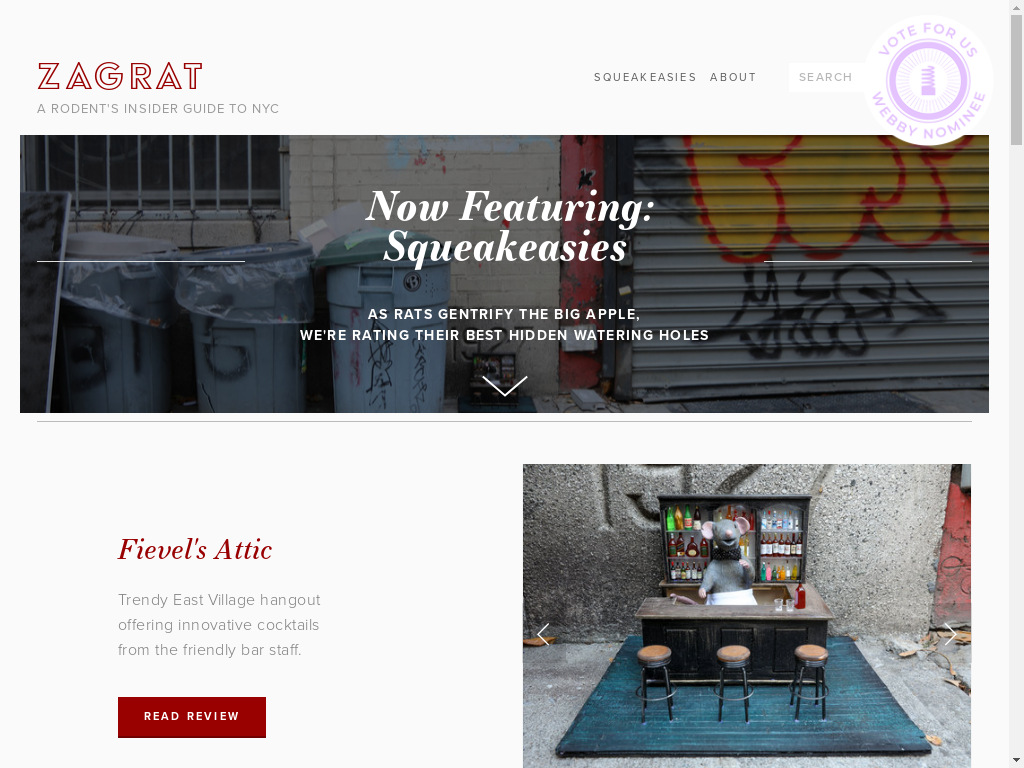 ZAGRAT
A RODENT'S INSIDER GUIDE TO NYC
SQUEAKEASIES ABOUT SEARCH
VOTE FOR US
WEBBY NOMINEE
Now Featuring:
Squeakeasies
AS RATS GENTRIFY THE BIG APPLE,
WE'RE RATING THEIR BEST HIDDEN WATERING HOLES
Fievel's Attic
Trendy East Village hangout
offering innovative cocktails
from the friendly bar staff.
READ REVIEW